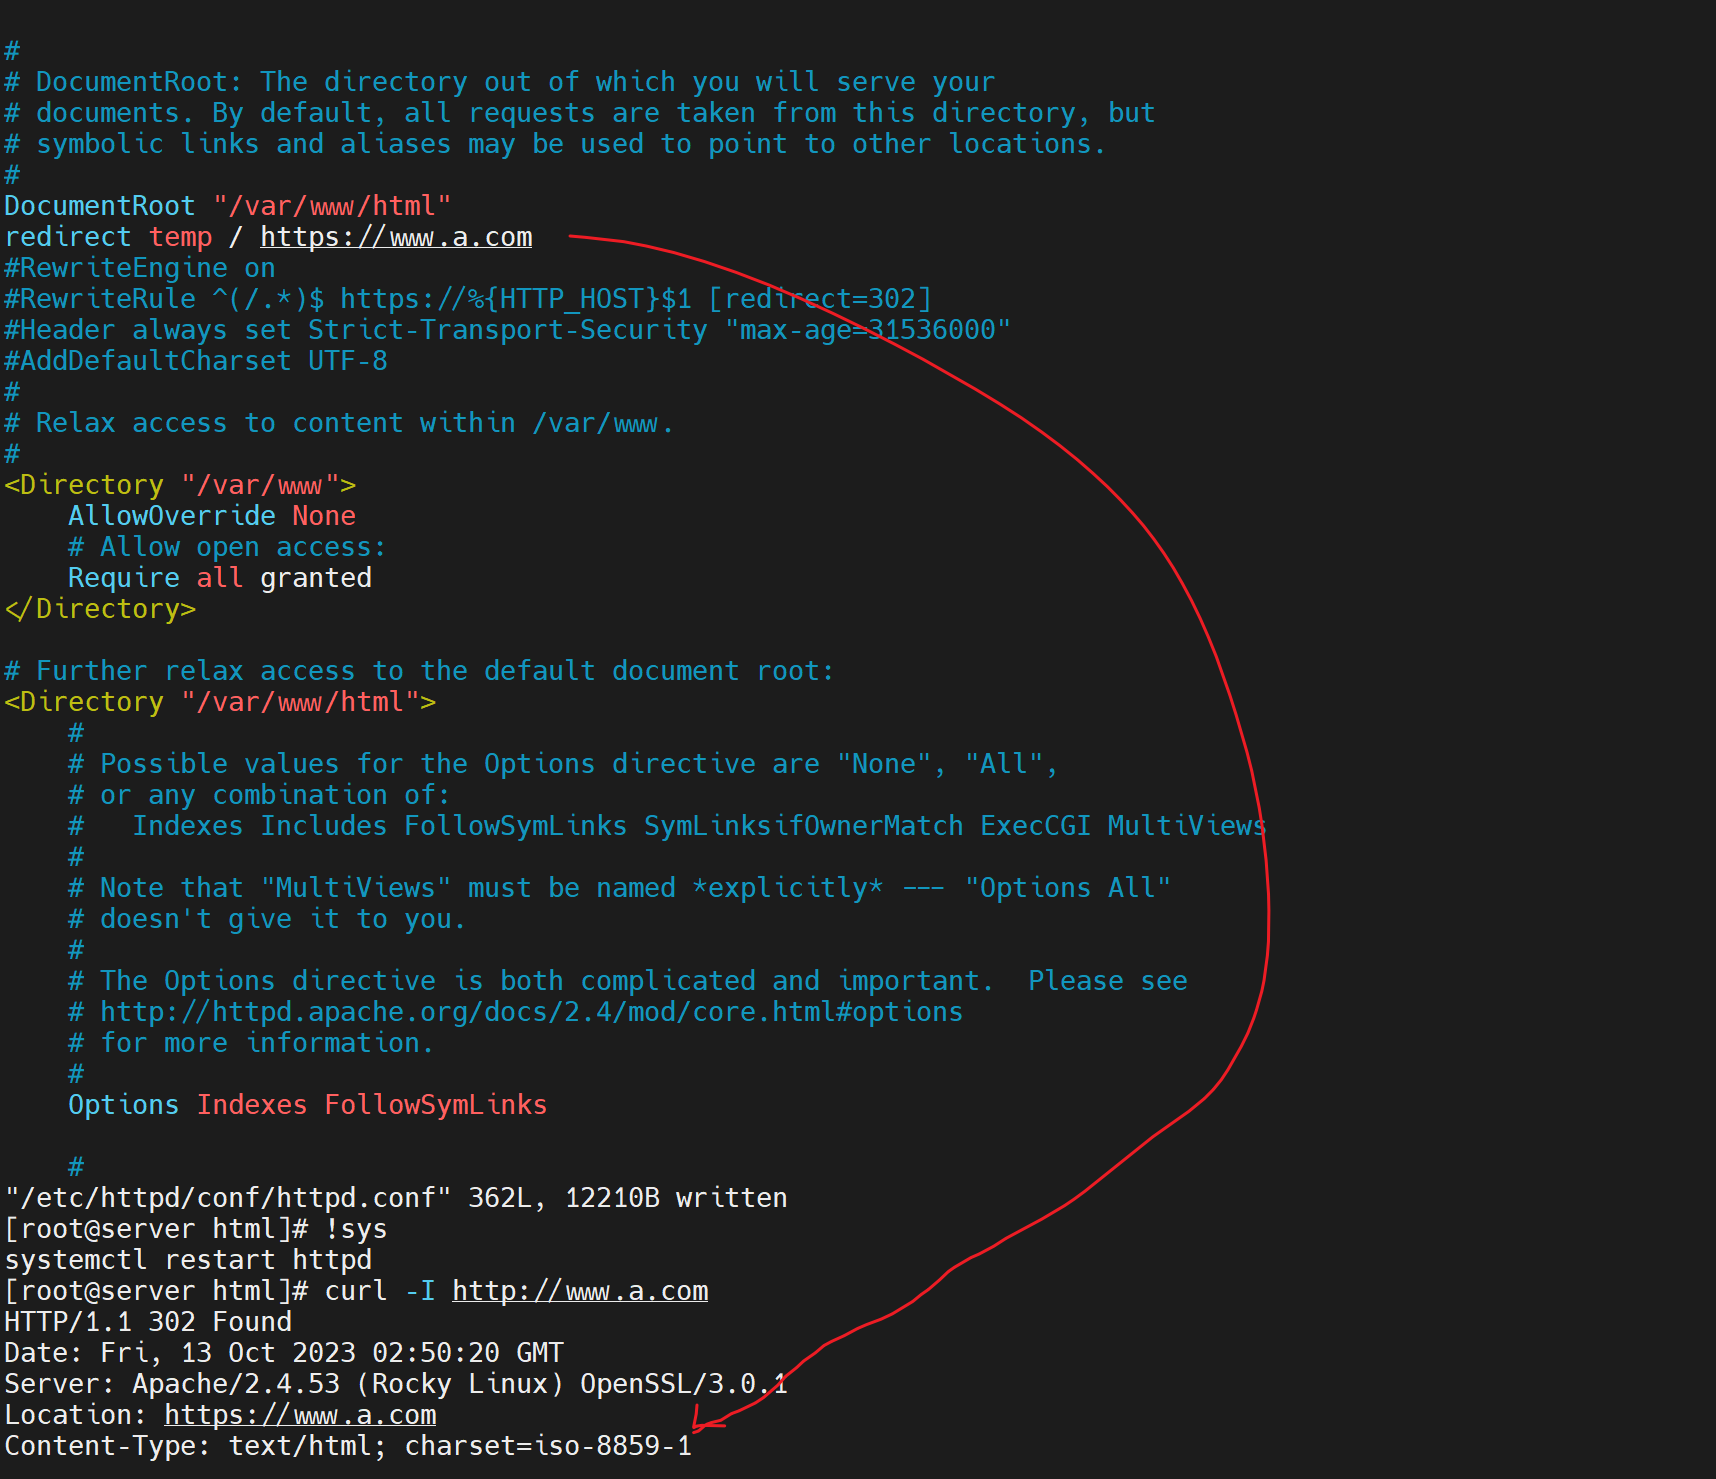 #
# DocumentRoot: The directory out of which you will serve your
# documents. By default, all requests are taken from this directory, but
# symbolic links and aliases may be used to point to other locations.
#
DocumentRoot "/var/www/html"
redirect temp / https://www.a.com
#RewriteEngine on
#RewriteRule ^(/.*)$ https://%{HTTP_HOST}$1 [redirect=302]
#Header always set Strict-Transport-Security "max-age=31536000"
#AddDefaultCharset UTF-8
#
# Relax access to content within /var/www.
#
<Directory "/var/www">
    AllowOverride None
    # Allow open access:
    Require all granted
</Directory>

# Further relax access to the default document root:
<Directory "/var/www/html">
    #
    # Possible values for the Options directive are "None", "All",
    # or any combination of:
    #   Indexes Includes FollowSymLinks SymLinksifOwnerMatch ExecCGI MultiViews
    #
    # Note that "MultiViews" must be named *explicitly* --- "Options All"
    # doesn't give it to you.
    #
    # The Options directive is both complicated and important.  Please see
    # http://httpd.apache.org/docs/2.4/mod/core.html#options
    # for more information.
    #
    Options Indexes FollowSymLinks

    #
"/etc/httpd/conf/httpd.conf" 362L, 12210B written
[root@server html]# !sys
systemctl restart httpd
[root@server html]# curl -I http://www.a.com
HTTP/1.1 302 Found
Date: Fri, 13 Oct 2023 02:50:20 GMT
Server: Apache/2.4.53 (Rocky Linux) OpenSSL/3.0.1
Location: https://www.a.com
Content-Type: text/html; charset=iso-8859-1